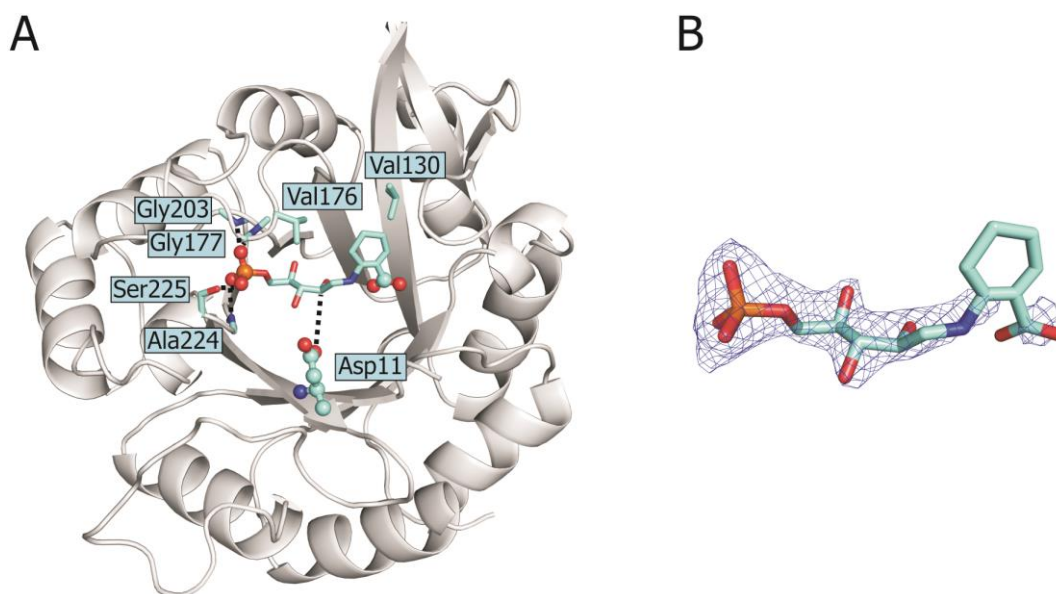 A
B
Val130
Val176
Gly203
Gly177
Ser225
Ala224
Asp11